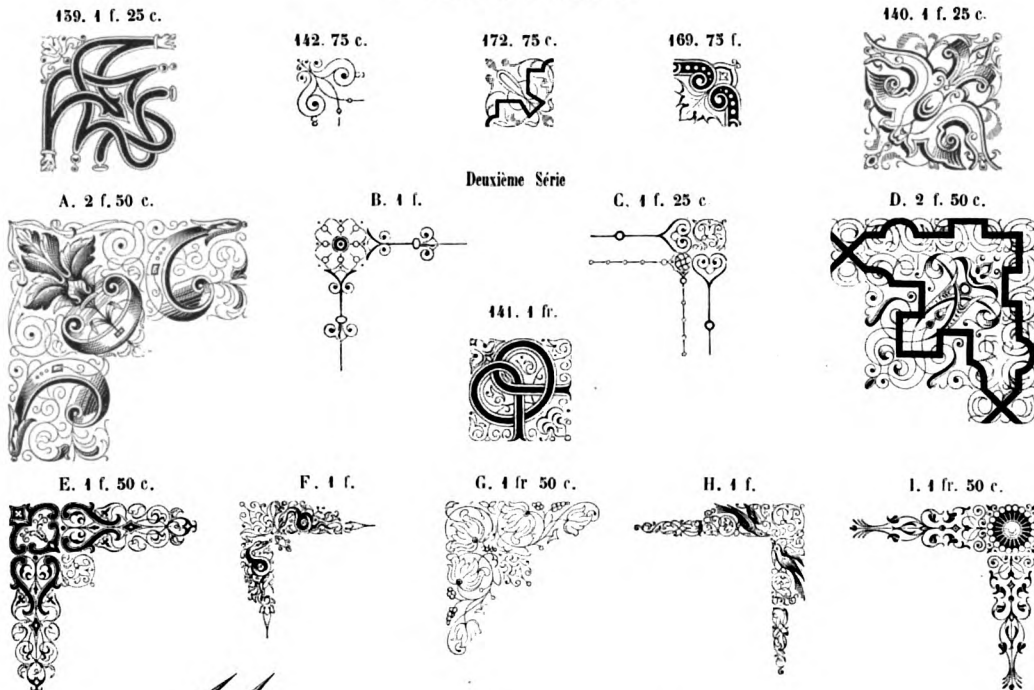 139. 1 f. 25 c.
142. 75 c.
172. 75 c.
169. 75 f.
140. 1 f. 25 c.
Deuxième Série
A. 2 f. 50 c.
B. 1 f.
C. 1 f. 25 c
D. 2 f. 50 c.
141. 1 fr.
E. 1 f. 50 c.
F. 1 f.
G. 1 fr 50 c.
H. 1 f.
I. 1 fr. 50 c.